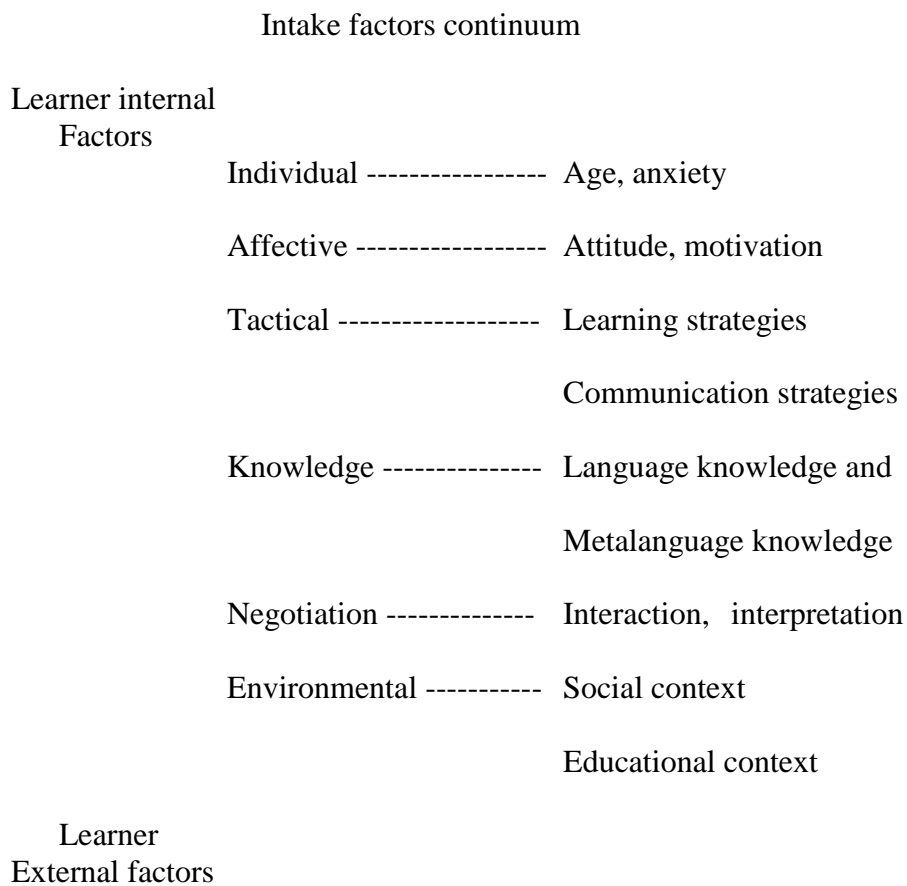 Intake factors continuum
Learner internal
Factors
Individual ----------------- Age, anxiety
Affective ------------------ Attitude, motivation
Tactical ------------------- Learning strategies
Communication strategies
Knowledge --------------- Language knowledge and
Metalanguage knowledge
Negotiation -------------- Interaction, interpretation
Environmental ----------- Social context
Educational context
Learner
External factors